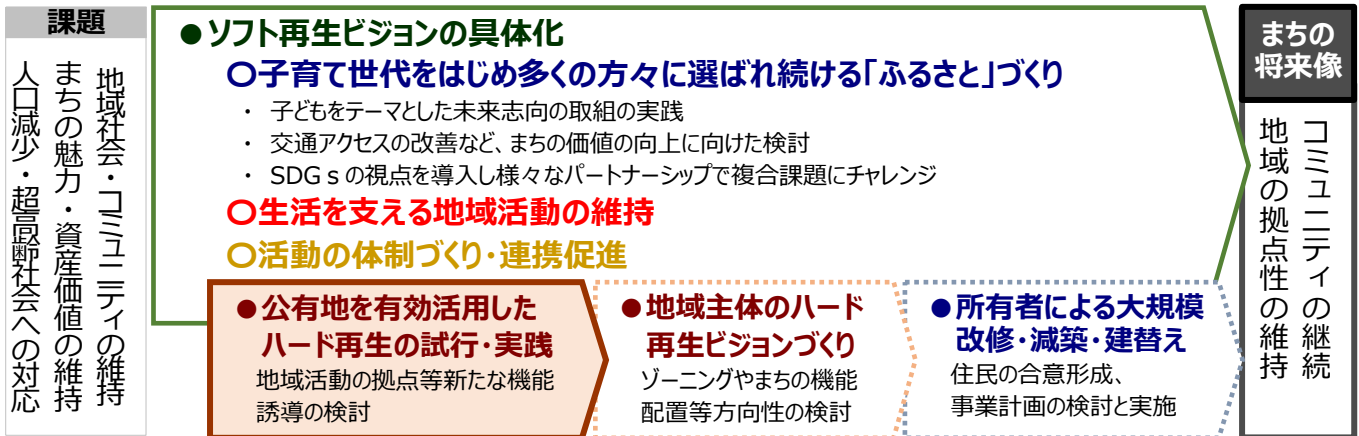 課題
地域社会・コミュニティの維持
まちの魅力・資産価値の維持
人口減少・超高齢社会への対応
●ソフト再生ビジョンの具体化
〇子育て世代をはじめ多くの方々に選ばれ続ける「ふるさと」づくり
・ 子どもをテーマとした未来志向の取組の実践
・ 交通アクセスの改善など、まちの価値の向上に向けた検討
・ SDGｓの視点を導入し様々なパートナーシップで複合課題にチャレンジ
〇生活を支える地域活動の維持
〇活動の体制づくり・連携促進
●公有地を有効活用した
ハード再生の試行・実践
地域活動の拠点等新たな機能
誘導の検討
●地域主体のハード
再生ビジョンづくり
ゾーニングやまちの機能
配置等方向性の検討
●所有者による大規模
改修・減築・建替え
住民の合意形成、
事業計画の検討と実施
まちの
将来像
コミュニティの継続
地域の拠点性の維持